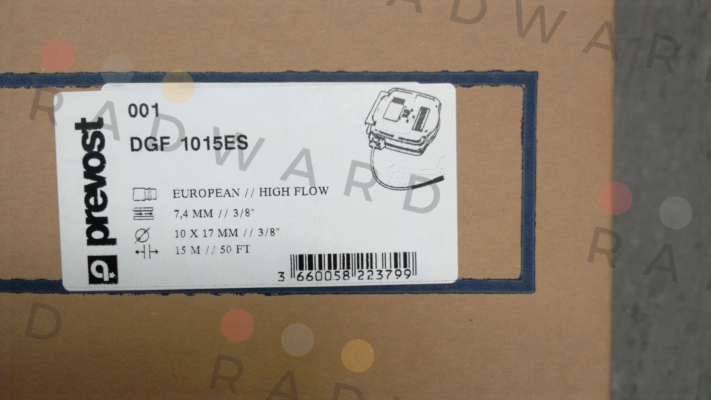 prevost
001
DGF 1015ES
EUROPEAN // HIGH FLOW
7,4 MM // 3/8"
10 X 17 MM // 3/8"
15 M // 50 FT
3 660058 223799
RADWARD
RADWARD
RA
D
RAD